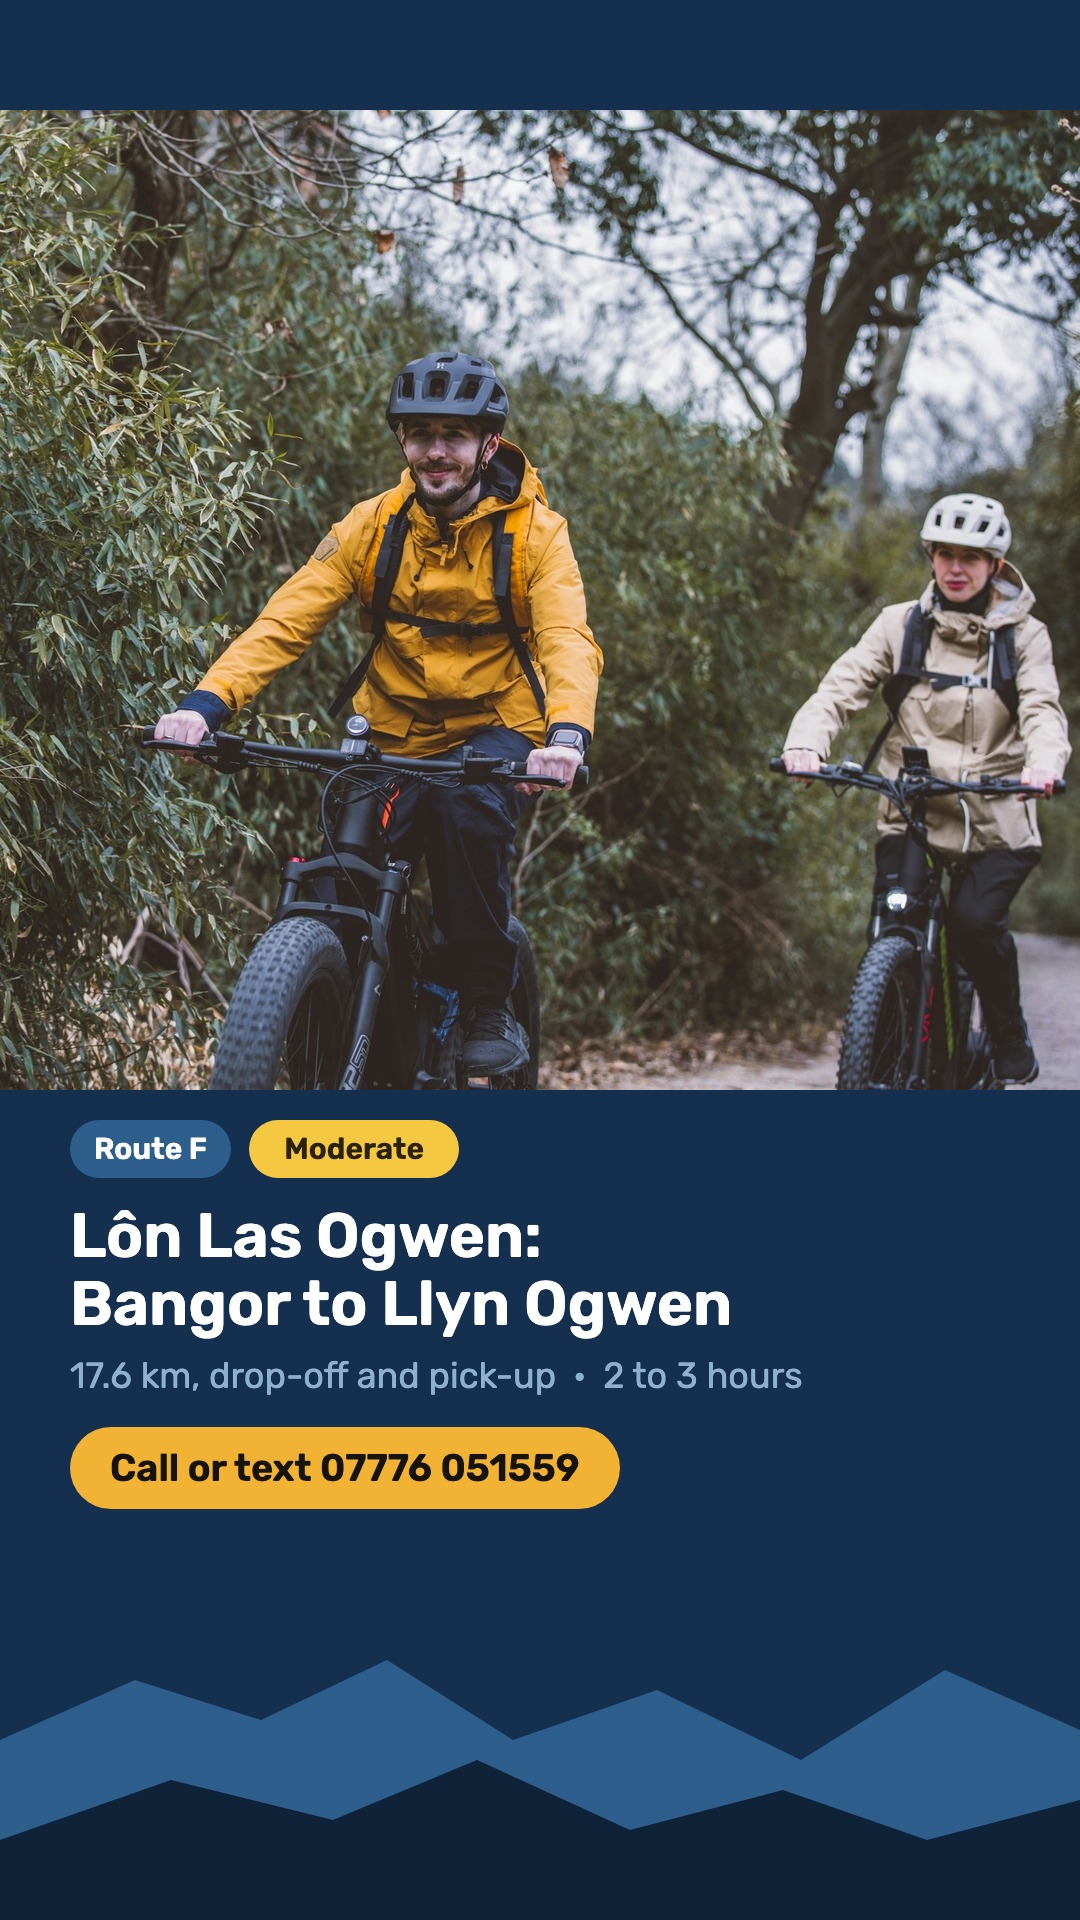 Route F
Moderate
Lôn Las Ogwen:
Bangor to Llyn Ogwen
17.6 km, drop-off and pick-up • 2 to 3 hours
Call or text 07776 051559